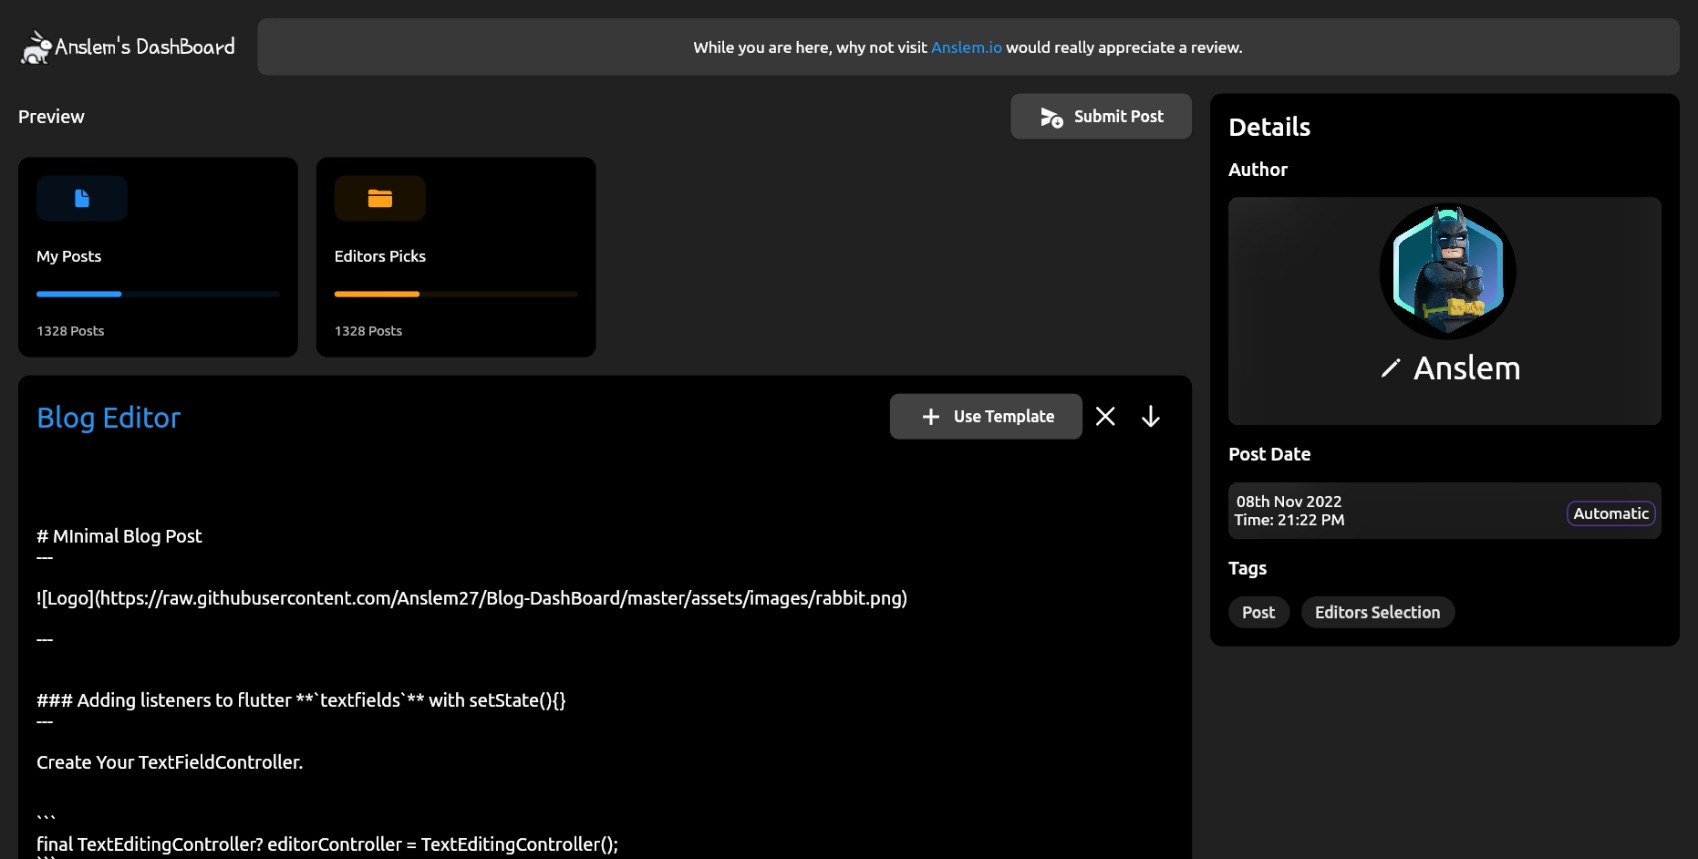 Anslem's DashBoard
While you are here, why not visit Anslem.io would really appreciate a review.
Preview
Submit Post
My Posts
1328 Posts
Editors Picks
1328 Posts
Blog Editor
Use Template
# MInimal Blog Post
---
![Logo](https://raw.githubusercontent.com/Anslem27/Blog-DashBoard/master/assets/images/rabbit.png)
---
### Adding listeners to flutter **`textfields`** with setState(){}
---
Create Your TextFieldController.
```
final TextEditingController? editorController = TextEditingController();
```
Details
Author
Anslem
Post Date
08th Nov 2022
Time: 21:22 PM
Automatic
Tags
Post
Editors Selection